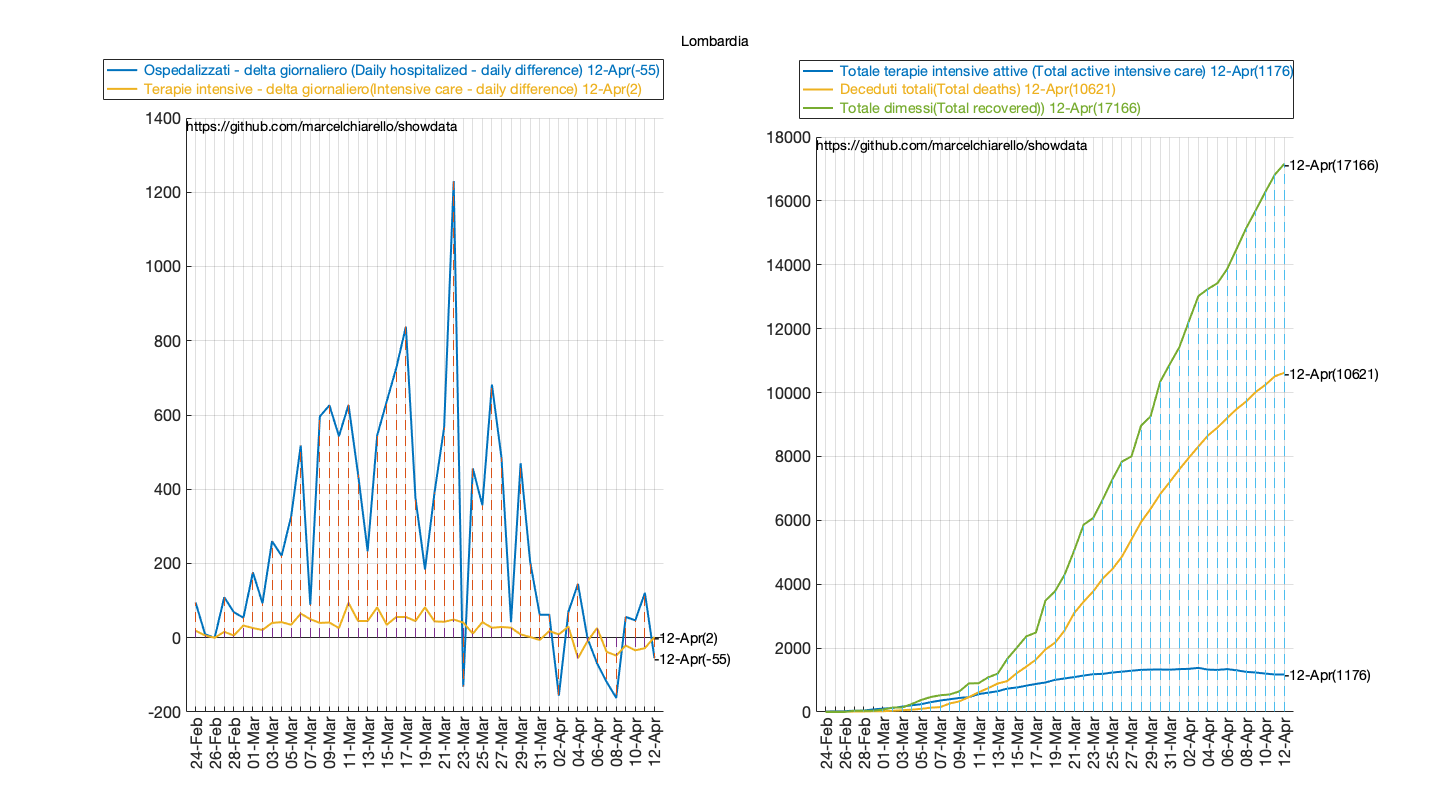 Lombardia
Ospedalizzati - delta giornaliero (Daily hospitalized - daily difference) 12-Apr(-55)
Terapie intensive - delta giornaliero(Intensive care - daily difference) 12-Apr(2)
https://github.com/marcelchiarello/showdata
1400
1200
1000
800
600
400
200
0
-200
12-Apr(2)
12-Apr(-55)
24-Feb
26-Feb
28-Feb
01-Mar
03-Mar
05-Mar
07-Mar
09-Mar
11-Mar
13-Mar
15-Mar
17-Mar
19-Mar
21-Mar
23-Mar
25-Mar
27-Mar
29-Mar
31-Mar
02-Apr
04-Apr
06-Apr
08-Apr
10-Apr
12-Apr
Totale terapie intensive attive (Total active intensive care) 12-Apr(1176)
Deceduti totali(Total deaths) 12-Apr(10621)
Totale dimessi(Total recovered)) 12-Apr(17166)
https://github.com/marcelchiarello/showdata
18000
16000
14000
12000
10000
8000
6000
4000
2000
0
12-Apr(17166)
12-Apr(10621)
12-Apr(1176)
24-Feb
26-Feb
28-Feb
01-Mar
03-Mar
05-Mar
07-Mar
09-Mar
11-Mar
13-Mar
15-Mar
17-Mar
19-Mar
21-Mar
23-Mar
25-Mar
27-Mar
29-Mar
31-Mar
02-Apr
04-Apr
06-Apr
08-Apr
10-Apr
12-Apr